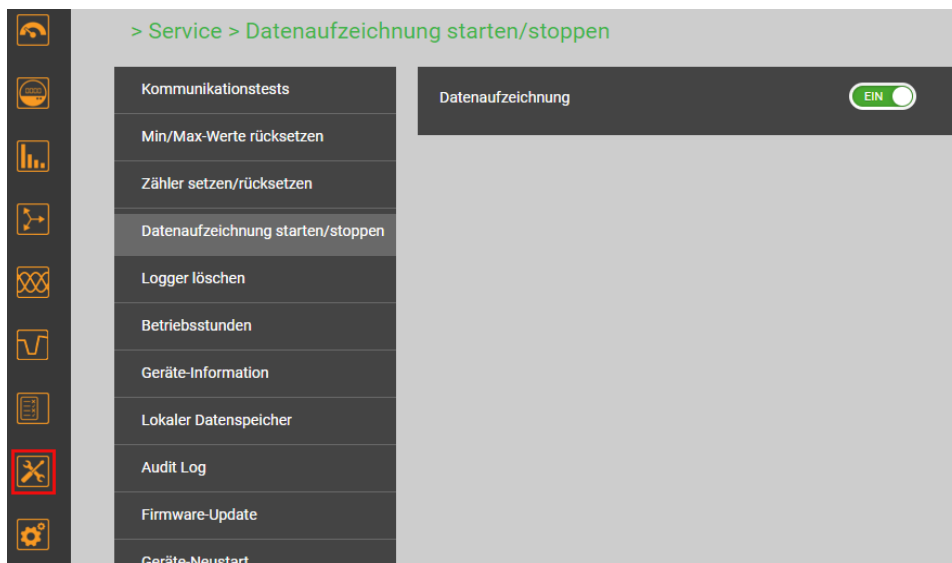 > Service > Datenaufzeichnung starten/stoppen
Kommunikationstests
Min/Max-Werte rücksetzen
Zähler setzen/rücksetzen
Datenaufzeichnung starten/stoppen
Logger löschen
Betriebsstunden
Geräte-Information
Lokaler Datenspeicher
Audit Log
Firmware-Update
Geräte-Neustart
Datenaufzeichnung
EIN